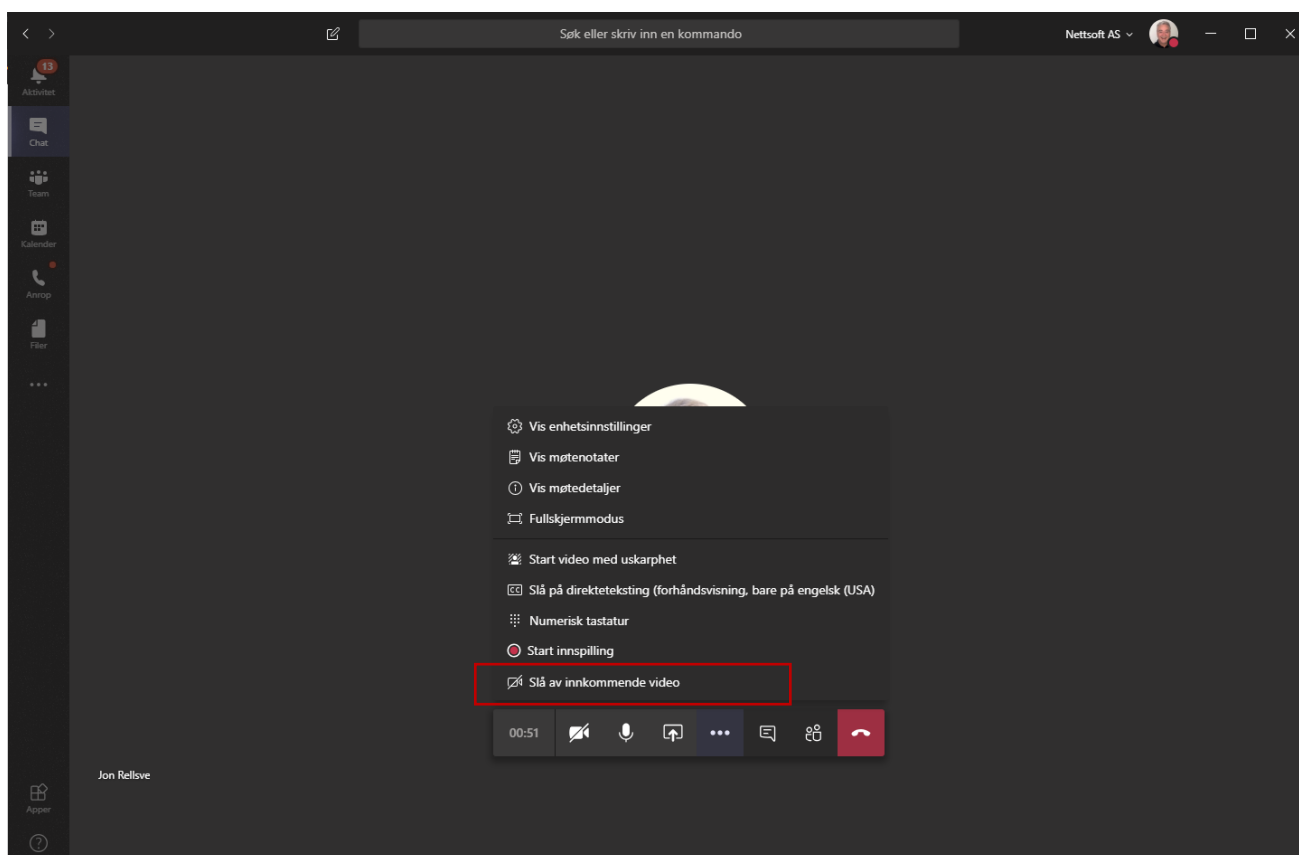 Søk eller skriv inn en kommando
Nettsoft AS
13
Aktivitet
Chat
Team
Kalender
Anrop
Filer
Vis enhetsinnstillinger
Vis møtenotater
Vis møtedetaljer
Fullskjermmodus
Start video med uskarphet
CC Slå på direkteteksting (forhåndsvisning, bare på engelsk (USA)
Numerisk tastatur
Start innspilling
Slå av innkommende video
00:51
Jon Rellsve
Apper